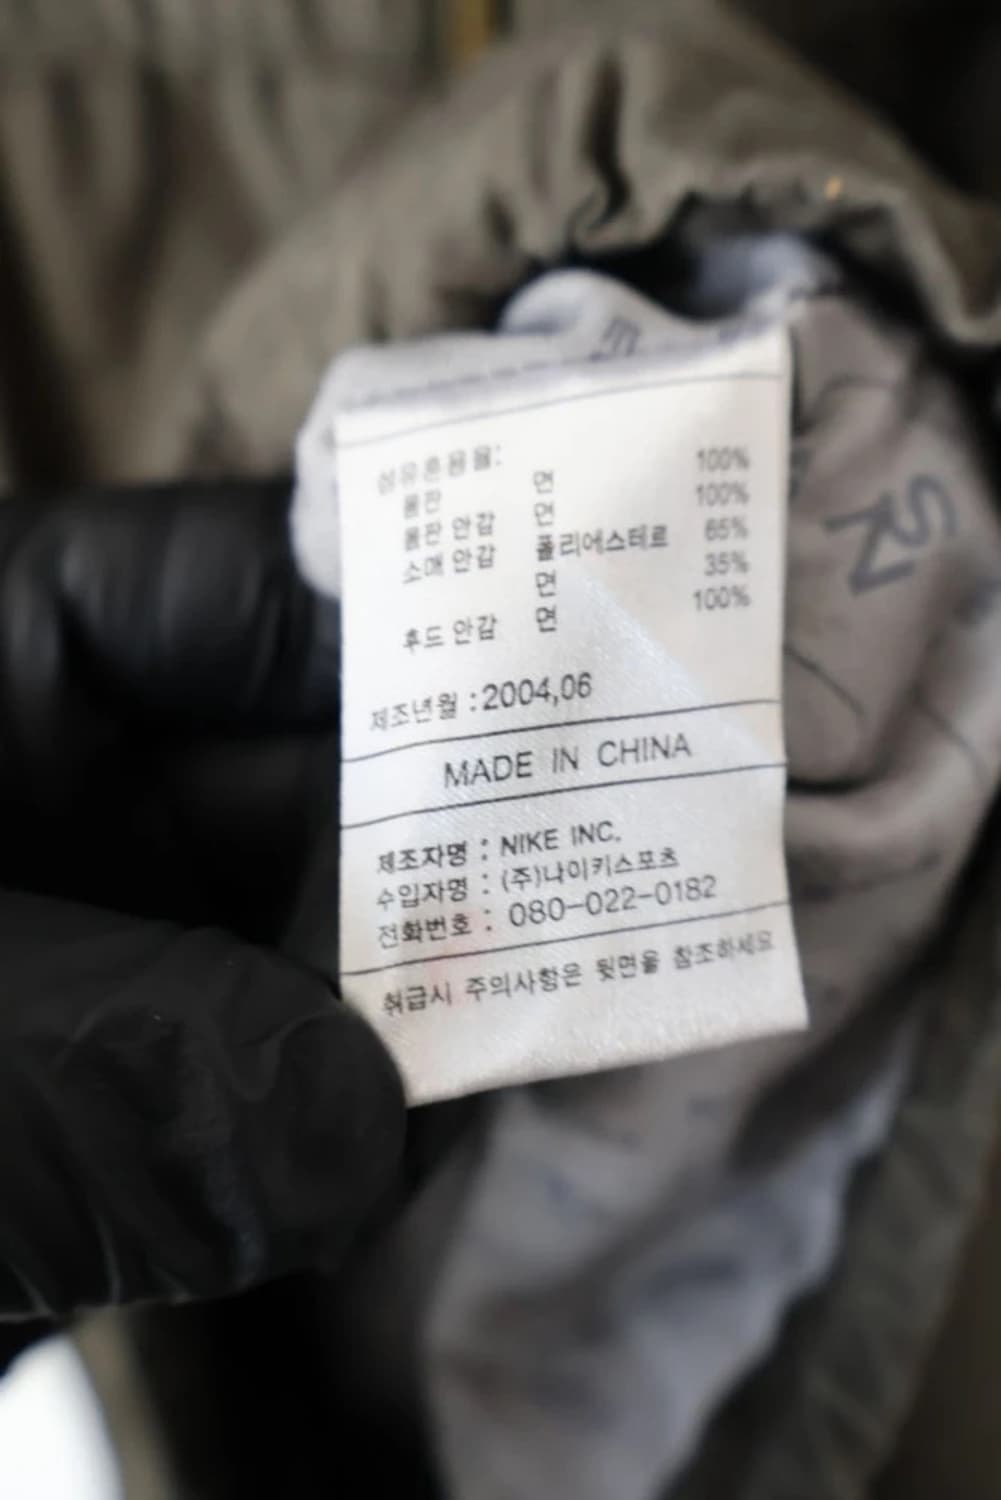 섬유혼용율:
몸판 면 100%
몸판 안감 면 100%
소매 안감 폴리에스테르 65%
면 35%
후드 안감 면 100%
제조년월 : 2004,06
MADE IN CHINA
제조자명 : NIKE INC.
수입자명 : (주)나이키스포츠
전화번호 : 080-022-0182
취급시 주의사항은 뒷면을 참조하세요